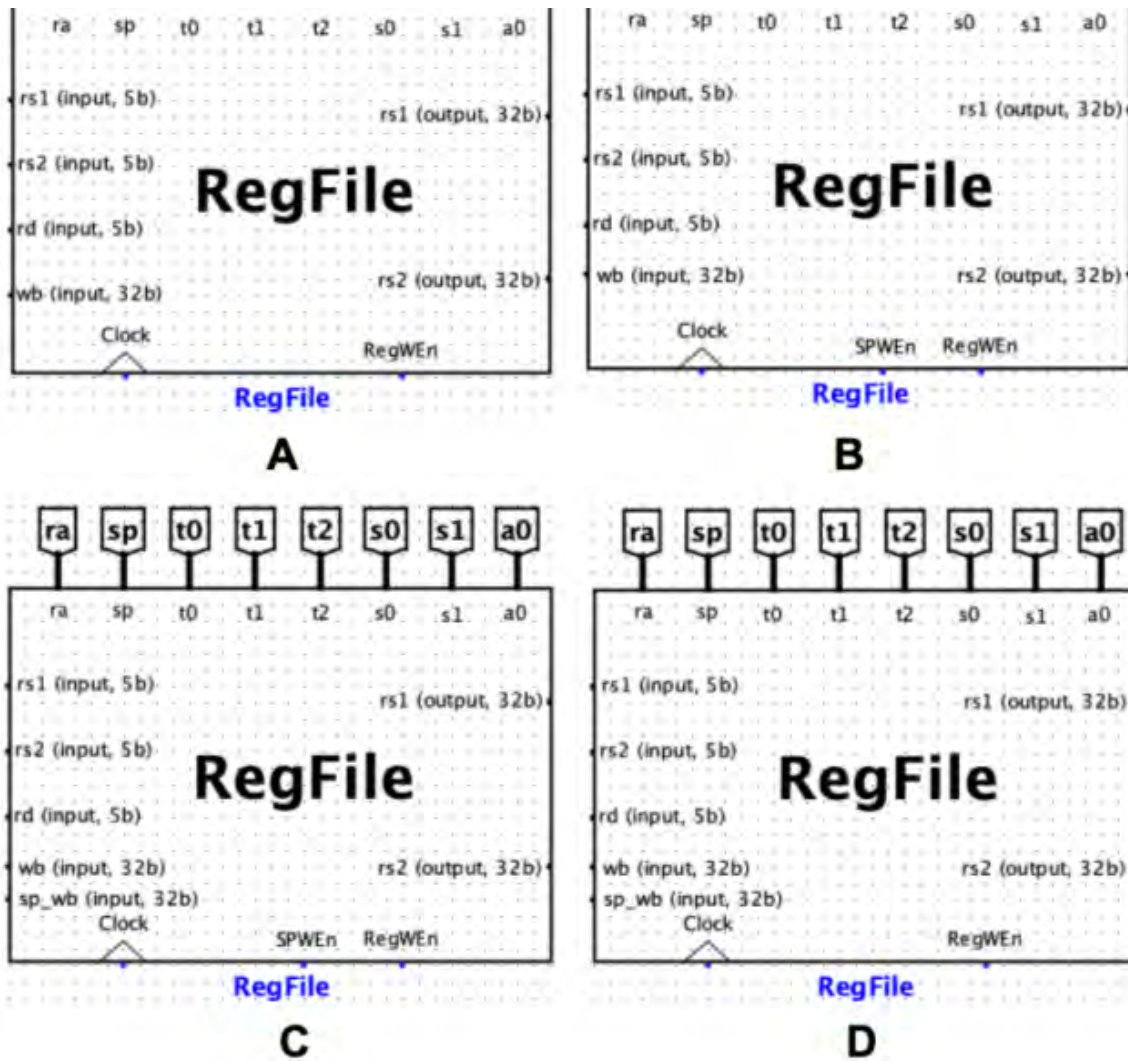 ra sp t0 t1 t2 s0 s1 a0
rs1 (input, 5b)
rs1 (output, 32b)
rs2 (input, 5b)
RegFile
rd (input, 5b)
rs2 (output, 32b)
wb (input, 32b)
Clock
RegWEn
RegFile
A
ra sp t0 t1 t2 s0 s1 a0
rs1 (input, 5b)
rs1 (output, 32b)
rs2 (input, 5b)
RegFile
rd (input, 5b)
wb (input, 32b)
rs2 (output, 32b)
Clock
SPWEn RegWEn
RegFile
B
ra sp t0 t1 t2 s0 s1 a0
ra sp t0 t1 t2 s0 s1 a0
rs1 (input, 5b)
rs1 (output, 32b)
rs2 (input, 5b)
RegFile
rd (input, 5b)
wb (input, 32b)
rs2 (output, 32b)
sp_wb (input, 32b)
Clock
SPWEn RegWEn
RegFile
C
ra sp t0 t1 t2 s0 s1 a0
ra sp t0 t1 t2 s0 s1 a0
rs1 (input, 5b)
rs1 (output, 32b)
rs2 (input, 5b)
RegFile
rd (input, 5b)
wb (input, 32b)
rs2 (output, 32b)
sp_wb (input, 32b)
Clock
RegWEn
RegFile
D